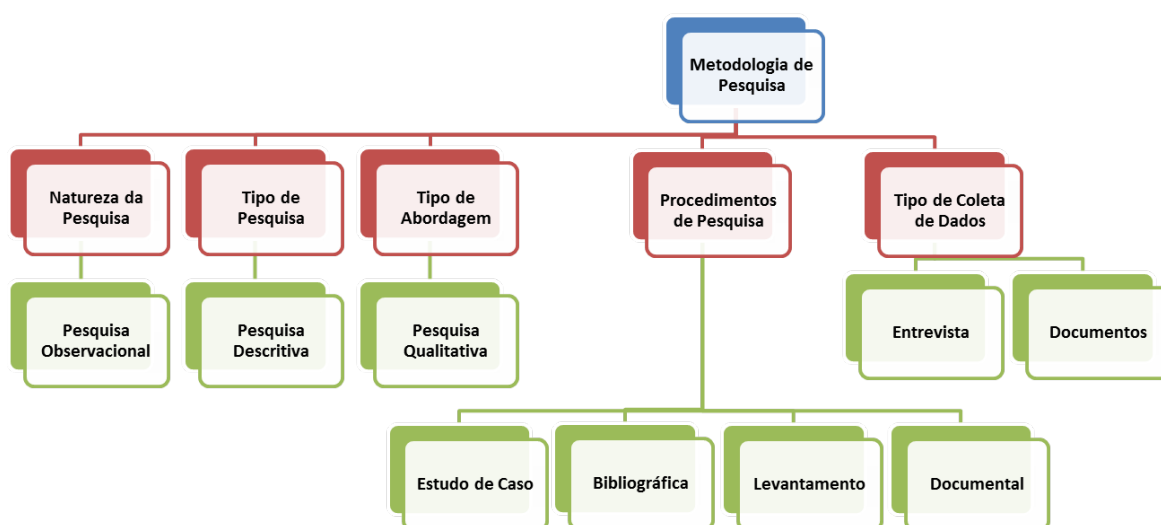 Metodologia de
Pesquisa
Natureza da
Pesquisa
Tipo de
Pesquisa
Tipo de
Abordagem
Procedimentos
de Pesquisa
Tipo de Coleta
de Dados
Pesquisa
Observacional
Pesquisa
Descritiva
Pesquisa
Qualitativa
Entrevista
Documentos
Estudo de Caso
Bibliográfica
Levantamento
Documental